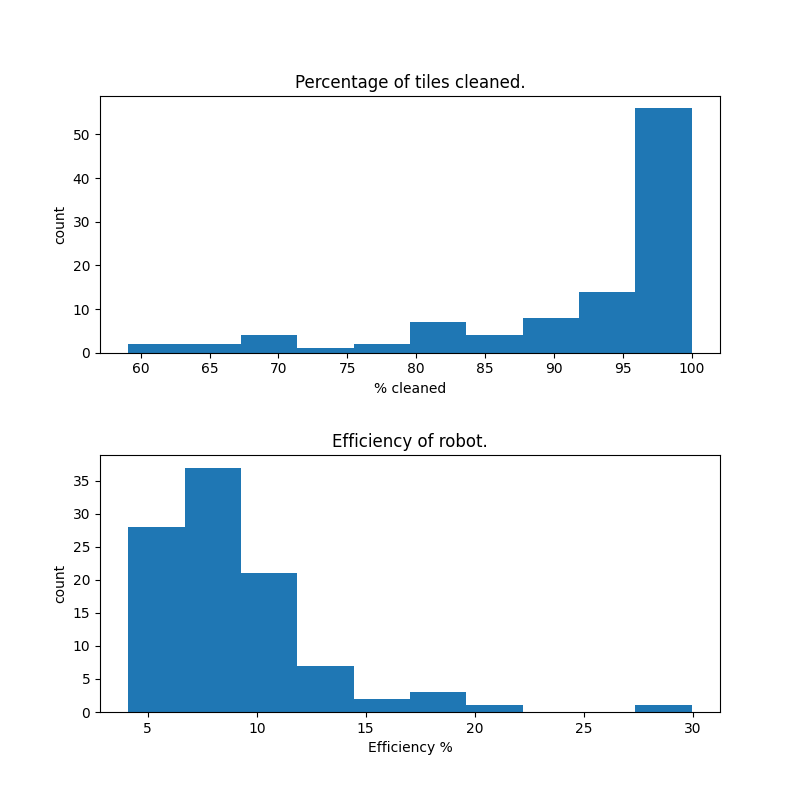 Percentage of tiles cleaned.
50
40
30
20
10
0
count
60 65 70 75 80 85 90 95 100
% cleaned
Efficiency of robot.
35
30
25
20
15
10
5
0
count
5 10 15 20 25 30
Efficiency %